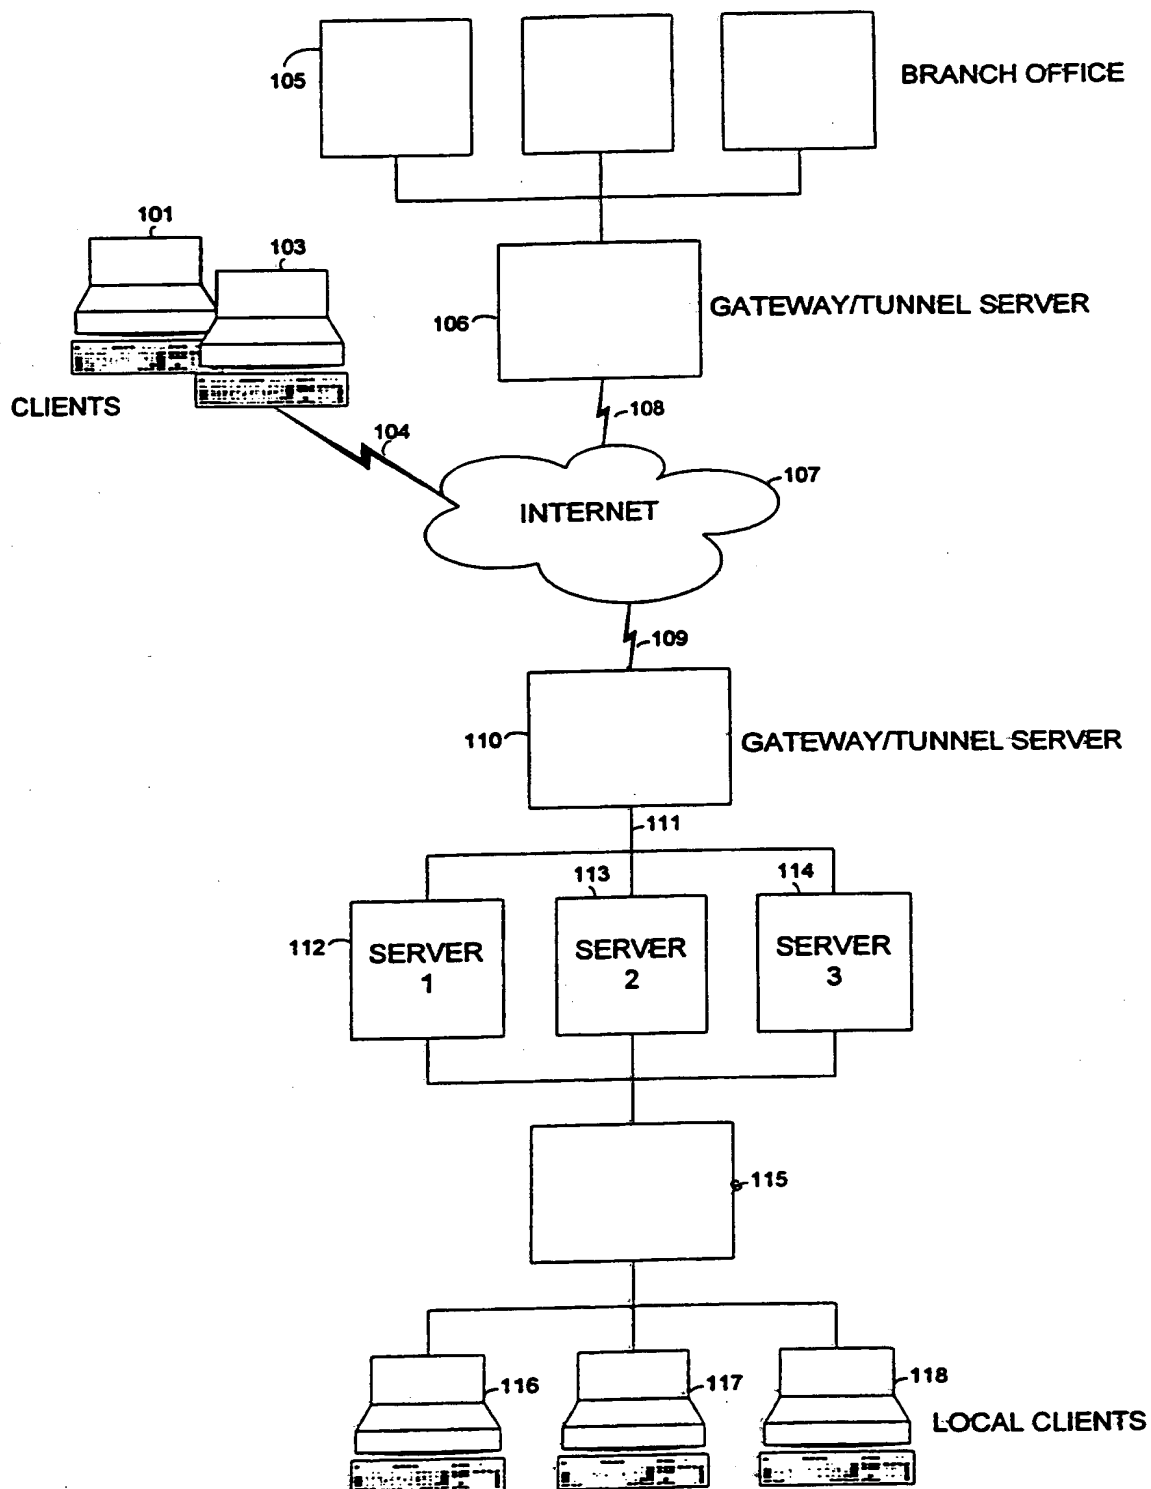 105
BRANCH OFFICE
101
103
106
GATEWAY/TUNNEL SERVER
CLIENTS
108
104
107
INTERNET
109
110
GATEWAY/TUNNEL SERVER
111
113
114
112
SERVER
1
SERVER
2
SERVER
3
115
116
117
118
LOCAL CLIENTS